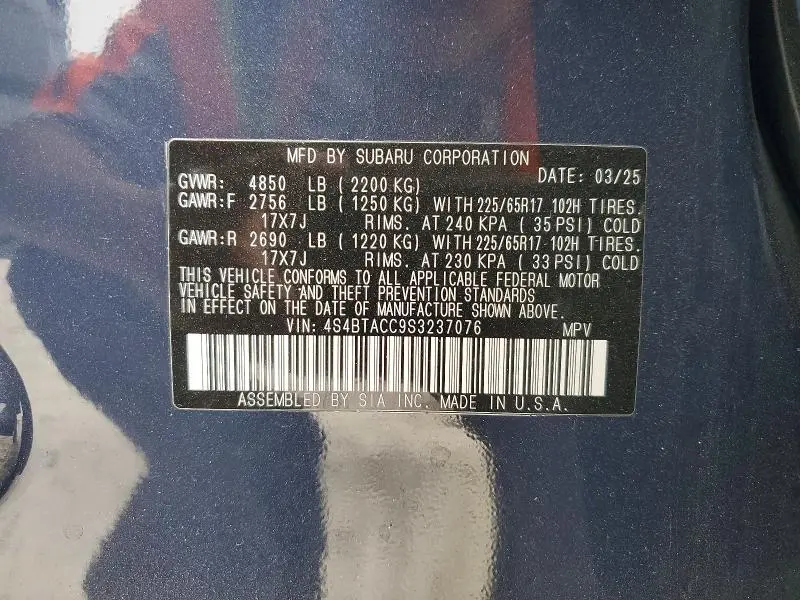 MFD BY SUBARU CORPORATION
DATE: 03/25
GVWR: 4850 LB (2200 KG)
GAWR:F 2756 LB (1250 KG) WITH 225/65R17 102H TIRES.
17X7J RIMS. AT 240 KPA (35 PSI) COLD
GAWR:R 2690 LB (1220 KG) WITH 225/65R17 102H TIRES.
17X7J RIMS. AT 230 KPA (33 PSI) COLD
THIS VEHICLE CONFORMS TO ALL APPLICABLE FEDERAL MOTOR
VEHICLE SAFETY AND THEFT PREVENTION STANDARDS
IN EFFECT ON THE DATE OF MANUFACTURE SHOWN ABOVE.
VIN: 4S4BTACC9S3237076 MPV
ASSEMBLED BY SIA INC. MADE IN U.S.A.